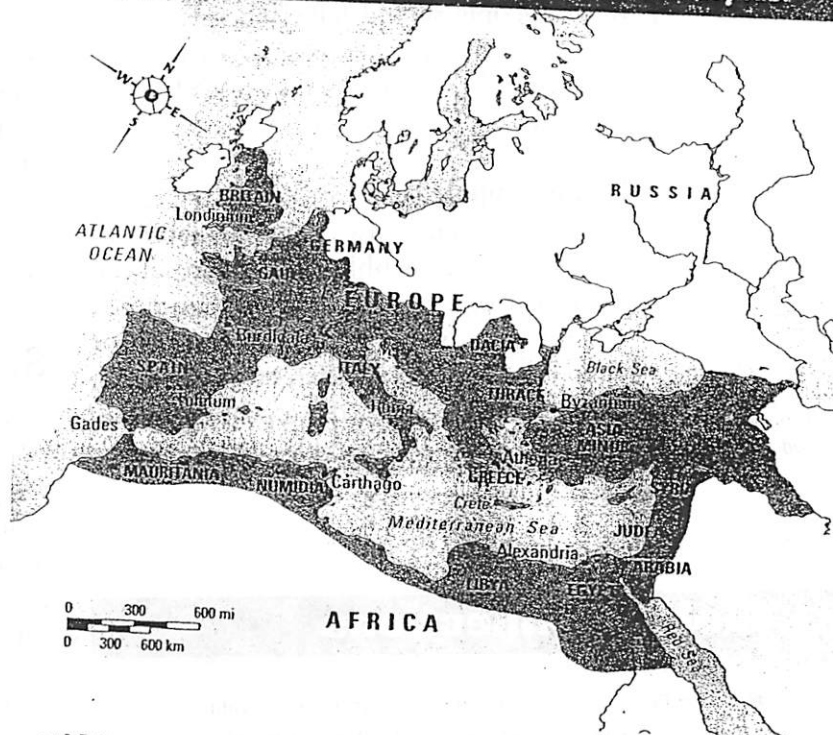 N
W
E
S
RUSSIA
BRITAIN
Londinium
ATLANTIC
OCEAN
GERMANY
GAUL
EUROPE
Burdigala
DACIA
Black Sea
SPAIN
ITALY
THRACE
Byzantium
Toletum
Roma
ASIA
MINOR
Gades
Athenae
MAURITANIA
NUMIDIA
Carthago
GREECE
SYRIA
Crete
Mediterranean Sea
JUDEA
Alexandria
ARABIA
LIBYA
EGYPT
0 300 600 mi
0 300 600 km
AFRICA
Red Sea